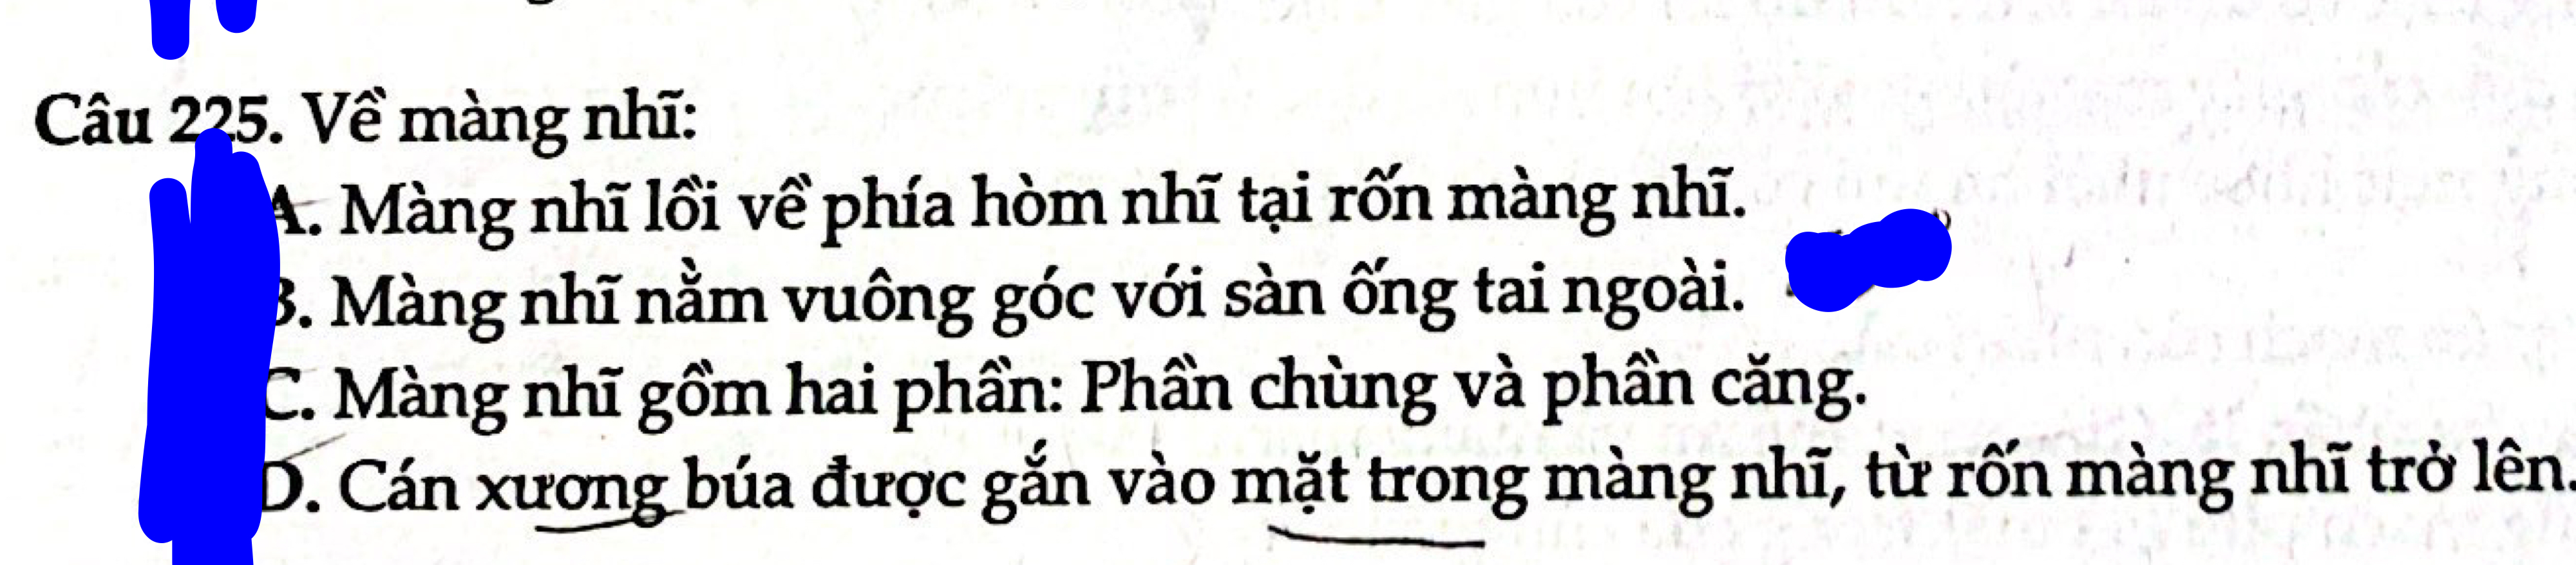 Câu 225. Về màng nhĩ:
A. Màng nhĩ lồi về phía hòm nhĩ tại rốn màng nhĩ.
B. Màng nhĩ nằm vuông góc với sàn ống tai ngoài.
C. Màng nhĩ gồm hai phần: Phần chùng và phần căng.
D. Cán xương búa được gắn vào mặt trong màng nhĩ, từ rốn màng nhĩ trở lên.